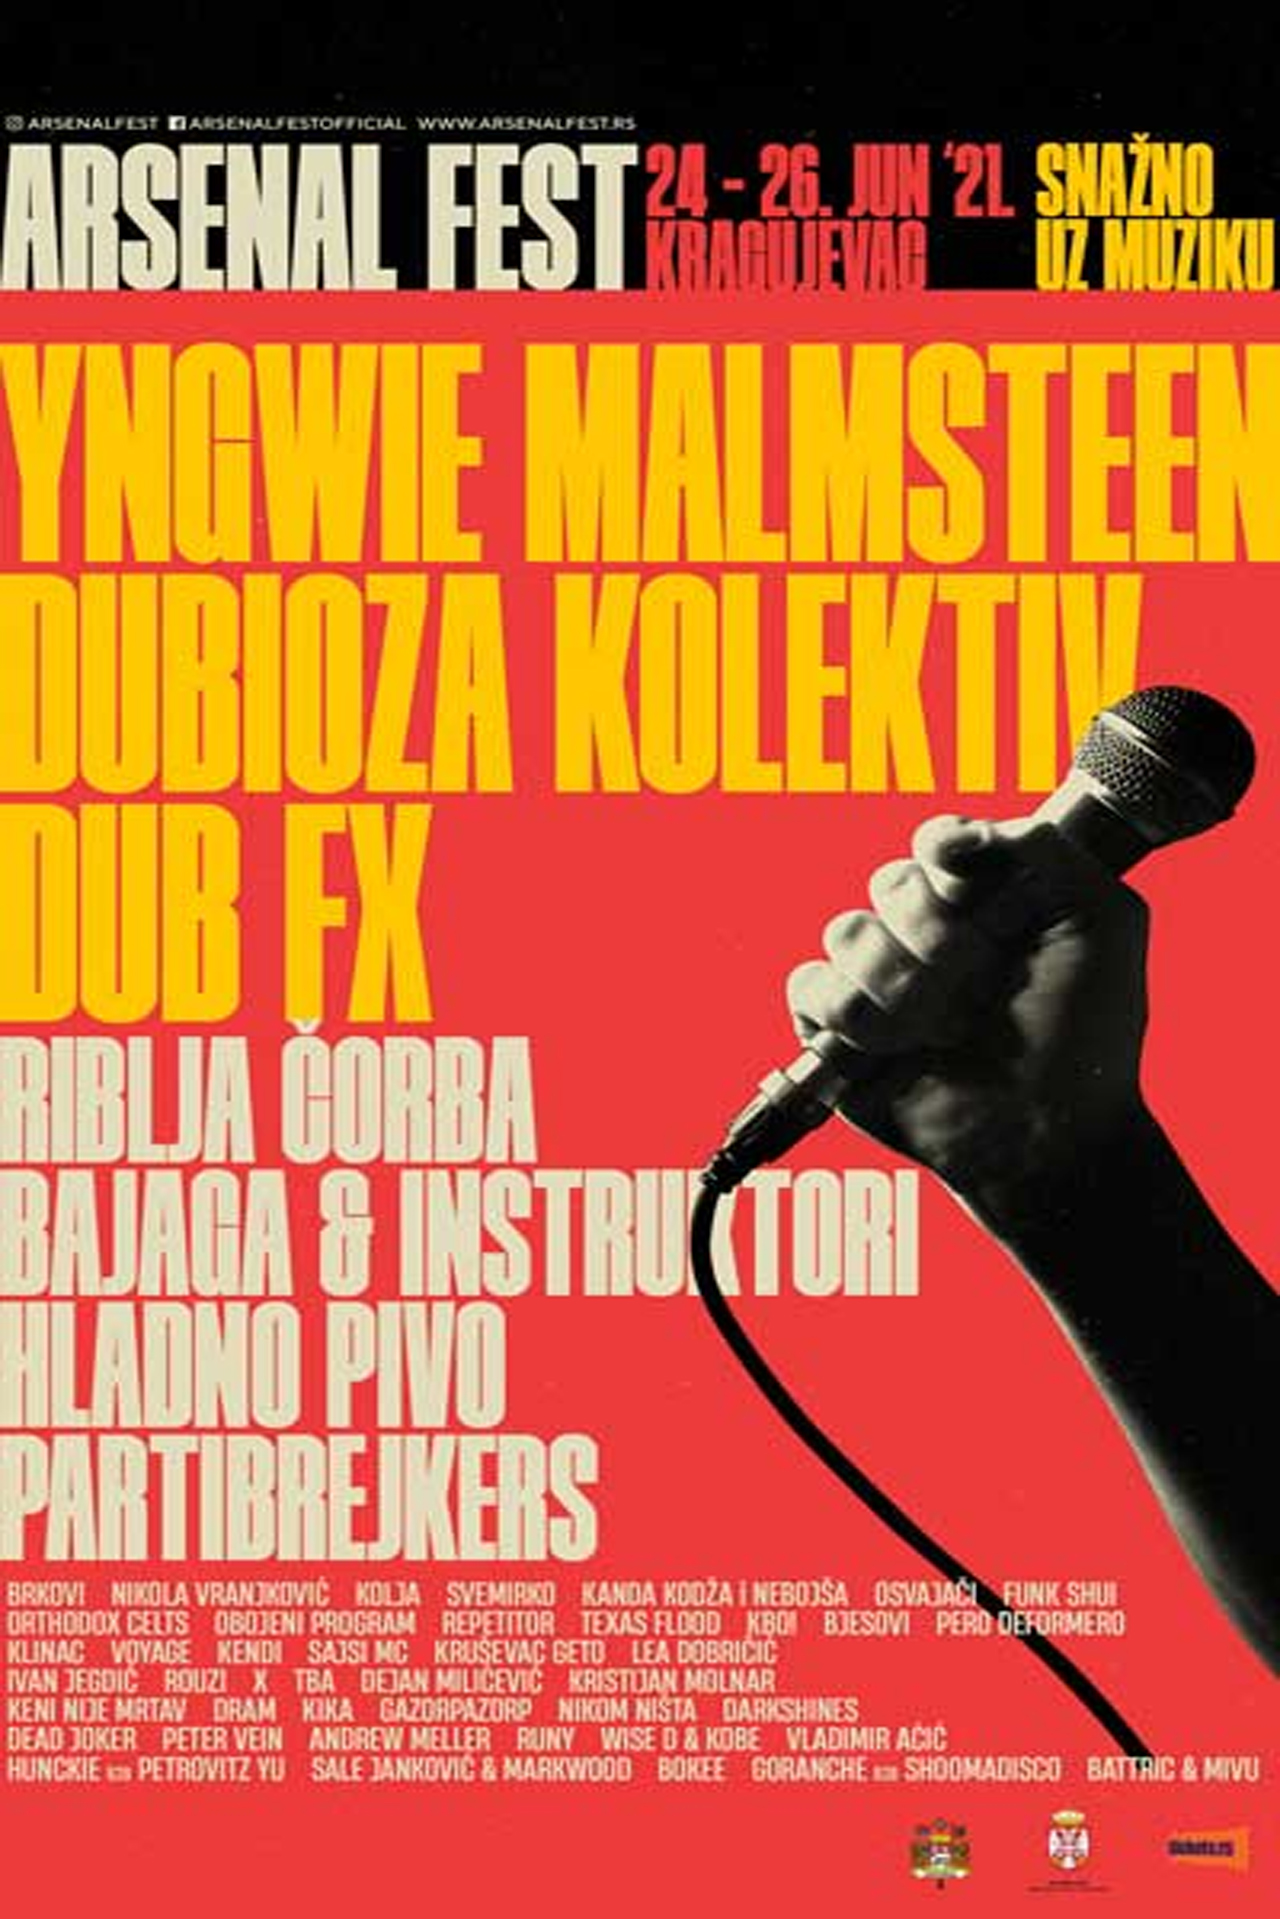 ARSENALFEST ARSENALFESTOFFICIAL WWW.ARSENALFEST.RS
ARSENAL FEST
24 - 26. JUN '21.
KRAGUJEVAC
SNAŽNO
UZ MUZIKU
YNGWIE MALMSTEEN
DUBIOZA KOLEKTIV
DUB FX
RIBLJA ČORBA
BAJAGA & INSTRUKTORI
HLADNO PIVO
PARTIBREJKERS
BRKOVI NIKOLA VRANJKOVIĆ KOLJA SVEMIRKO KANDA KODŽA I NEBOJŠA OSVAJAČI FUNK SHUI
ORTHODOX CELTS OBOJENI PROGRAM REPETITOR TEXAS FLOOD KBO! BJESOVI PERO DEFORMERO
KLINAC VOYAGE KENDI SAJSI MC KRUŠEVAC GETO LEA DOBRIČIĆ
IVAN JEGDIĆ ROUZI X TBA DEJAN MILIĆEVIĆ KRISTIJAN MOLNAR
KENI NIJE MRTAV DRAM KIKA GAZORPAZORP NIKOM NIŠTA DARKSHINES
DEAD JOKER PETER VEIN ANDREW MELLER RUNY WISE D & KOBE VLADIMIR AĆIĆ
HUNCKIE B2B PETROVITZ YU SALE JANKOVIĆ & MARKWOOD BOKEE GORANCHE B2B SHOOMADISCO BATTRIC & MIVU